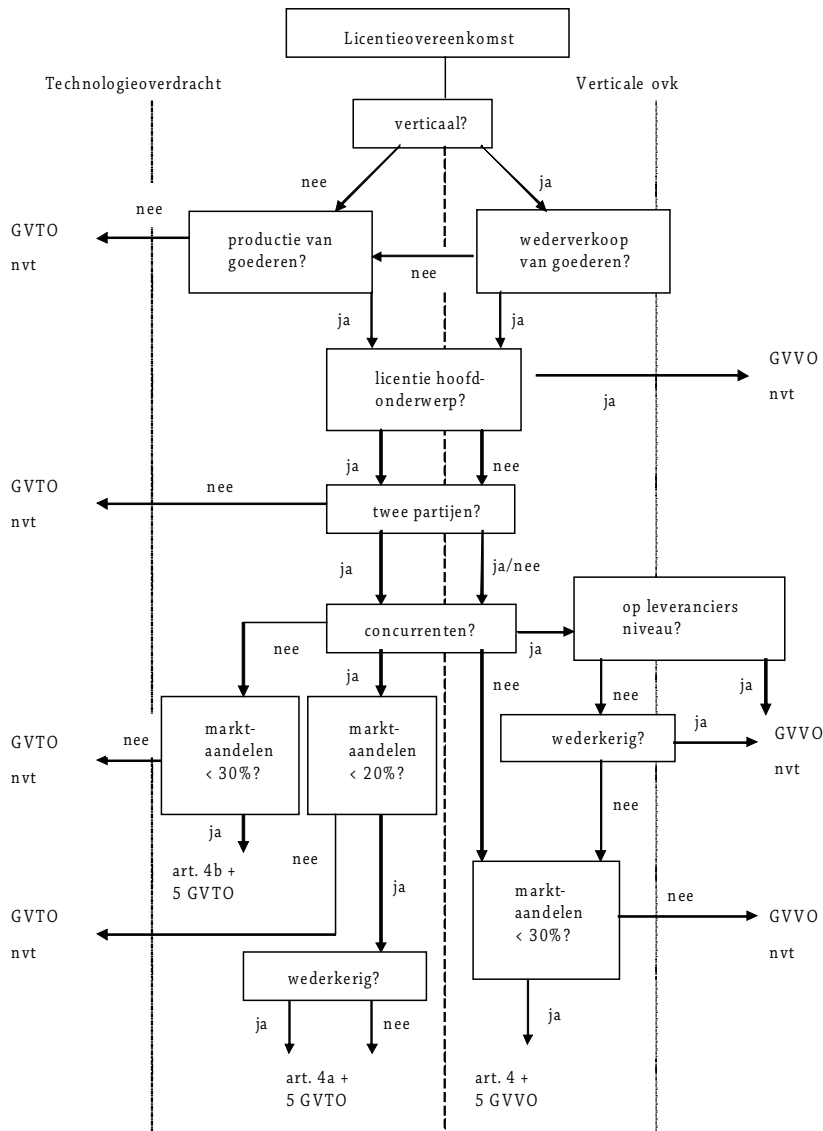 Licentieovereenkomst
Technologieoverdracht
Verticale ovk
verticaal?
nee
ja
nee
GVTO
nvt
productie van
goederen?
nee
wederverkoop
van goederen?
ja
ja
licentie hoofd-
onderwerp?
ja
GVVO
nvt
ja
nee
GVTO
nvt
nee
twee partijen?
ja
ja/nee
concurrenten?
ja
op leveranciers
niveau?
nee
ja
nee
nee
ja
GVTO
nvt
nee
markt-
aandelen
< 30%?
markt-
aandelen
< 20%?
wederkerig?
ja
GVVO
nvt
ja
art. 4b +
5 GVTO
nee
ja
nee
GVTO
nvt
markt-
aandelen
< 30%?
nee
GVVO
nvt
wederkerig?
ja
nee
ja
art. 4a +
5 GVTO
art. 4 +
5 GVVO